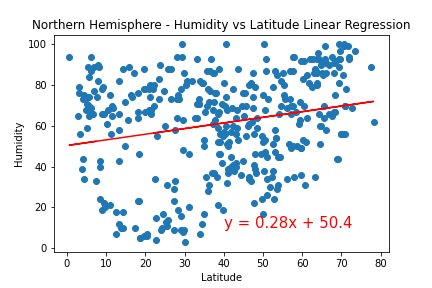 Northern Hemisphere - Humidity vs Latitude Linear Regression
100
80
60
40
20
0
Humidity
y = 0.28x + 50.4
0 10 20 30 40 50 60 70 80
Latitude